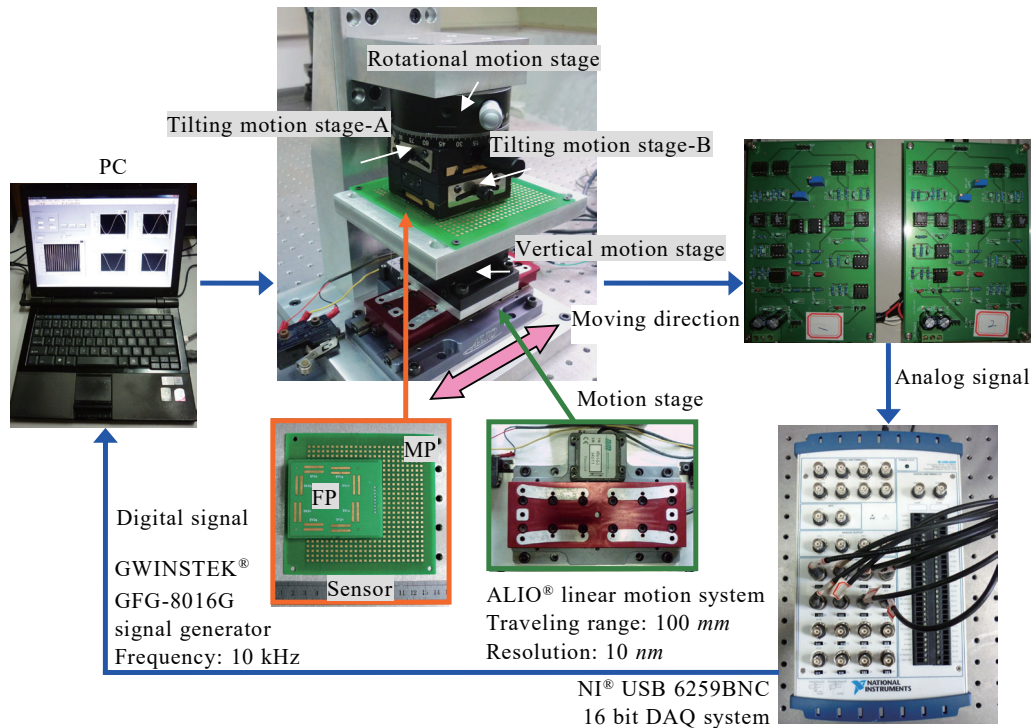 Rotational motion stage
Tilting motion stage-A
Tilting motion stage-B
PC
Vertical motion stage
Moving direction
Analog signal
Motion stage
MP
FP
Sensor
Digital signal
GWINSTEK®
GFG-8016G
signal generator
Frequency: 10 kHz
ALIO® linear motion system
Traveling range: 100 mm
Resolution: 10 nm
NATIONAL
INSTRUMENTS
NI® USB 6259BNC
16 bit DAQ system